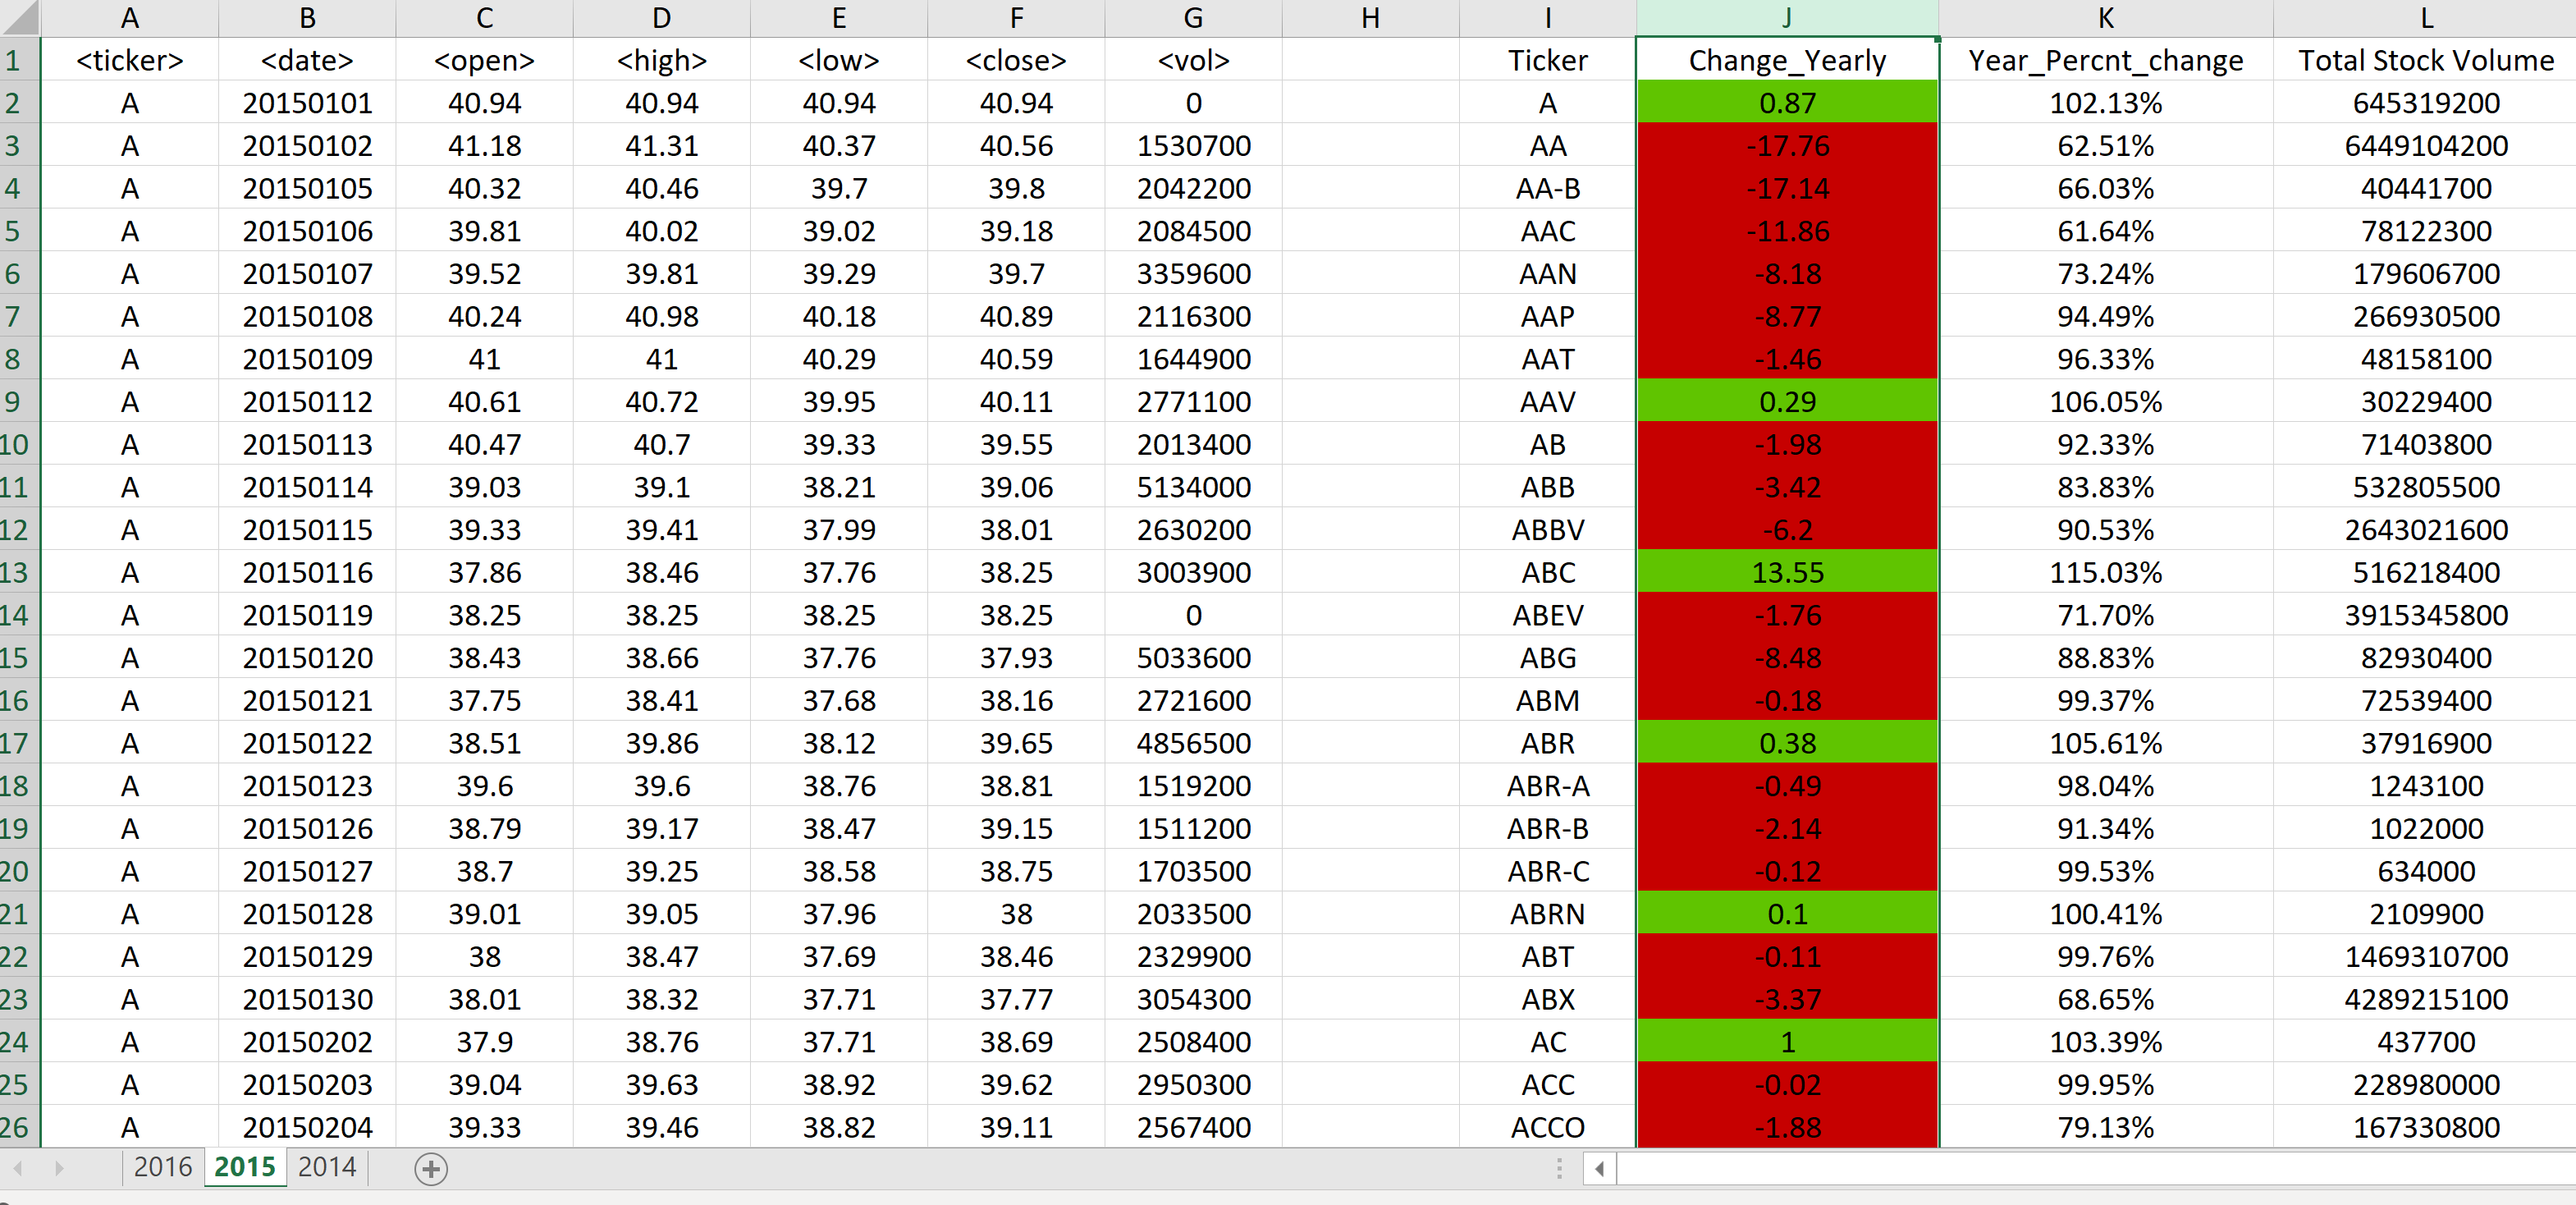 A B C D E F G H I J K L
1 <ticker> <date> <open> <high> <low> <close> <vol> Ticker Change_Yearly Year_Percnt_change Total Stock Volume
2 A 20150101 40.94 40.94 40.94 40.94 0 A 0.87 102.13% 645319200
3 A 20150102 41.18 41.31 40.37 40.56 1530700 AA -17.76 62.51% 6449104200
4 A 20150105 40.32 40.46 39.7 39.8 2042200 AA-B -17.14 66.03% 40441700
5 A 20150106 39.81 40.02 39.02 39.18 2084500 AAC -11.86 61.64% 78122300
6 A 20150107 39.52 39.81 39.29 39.7 3359600 AAN -8.18 73.24% 179606700
7 A 20150108 40.24 40.98 40.18 40.89 2116300 AAP -8.77 94.49% 266930500
8 A 20150109 41 41 40.29 40.59 1644900 AAT -1.46 96.33% 48158100
9 A 20150112 40.61 40.72 39.95 40.11 2771100 AAV 0.29 106.05% 30229400
10 A 20150113 40.47 40.7 39.33 39.55 2013400 AB -1.98 92.33% 71403800
11 A 20150114 39.03 39.1 38.21 39.06 5134000 ABB -3.42 83.83% 532805500
12 A 20150115 39.33 39.41 37.99 38.01 2630200 ABBV -6.2 90.53% 2643021600
13 A 20150116 37.86 38.46 37.76 38.25 3003900 ABC 13.55 115.03% 516218400
14 A 20150119 38.25 38.25 38.25 38.25 0 ABEV -1.76 71.70% 3915345800
15 A 20150120 38.43 38.66 37.76 37.93 5033600 ABG -8.48 88.83% 82930400
16 A 20150121 37.75 38.41 37.68 38.16 2721600 ABM -0.18 99.37% 72539400
17 A 20150122 38.51 39.86 38.12 39.65 4856500 ABR 0.38 105.61% 37916900
18 A 20150123 39.6 39.6 38.76 38.81 1519200 ABR-A -0.49 98.04% 1243100
19 A 20150126 38.79 39.17 38.47 39.15 1511200 ABR-B -2.14 91.34% 1022000
20 A 20150127 38.7 39.25 38.58 38.75 1703500 ABR-C -0.12 99.53% 634000
21 A 20150128 39.01 39.05 37.96 38 2033500 ABRN 0.1 100.41% 2109900
22 A 20150129 38 38.47 37.69 38.46 2329900 ABT -0.11 99.76% 1469310700
23 A 20150130 38.01 38.32 37.71 37.77 3054300 ABX -3.37 68.65% 4289215100
24 A 20150202 37.9 38.76 37.71 38.69 2508400 AC 1 103.39% 437700
25 A 20150203 39.04 39.63 38.92 39.62 2950300 ACC -0.02 99.95% 228980000
26 A 20150204 39.33 39.46 38.82 39.11 2567400 ACCO -1.88 79.13% 167330800
2016 2015 2014